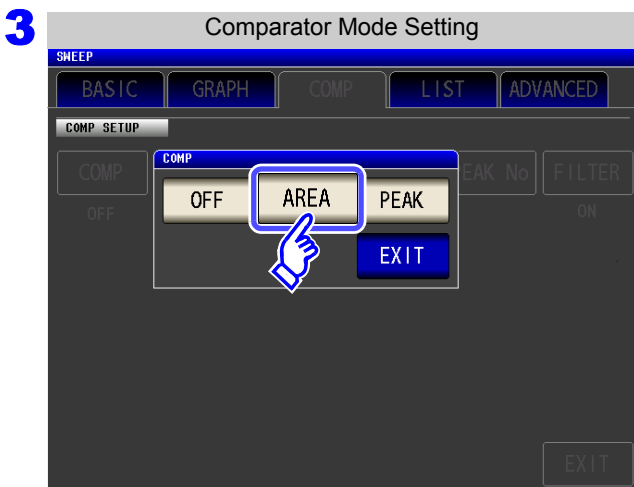 3
Comparator Mode Setting
SWEEP
BASIC GRAPH COMP LIST ADVANCED
COMP SETUP
COMP
COMP
EAK No FILTER
OFF AREA PEAK
OFF
ON
EXIT
EXIT